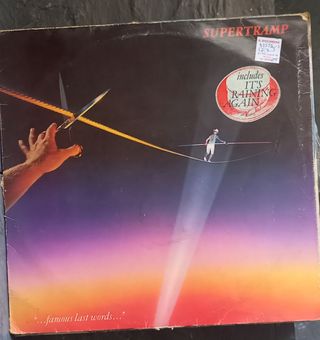 SUPERTRAMP
includes
IT'S
RAINING
AGAIN
"...famous last words..."